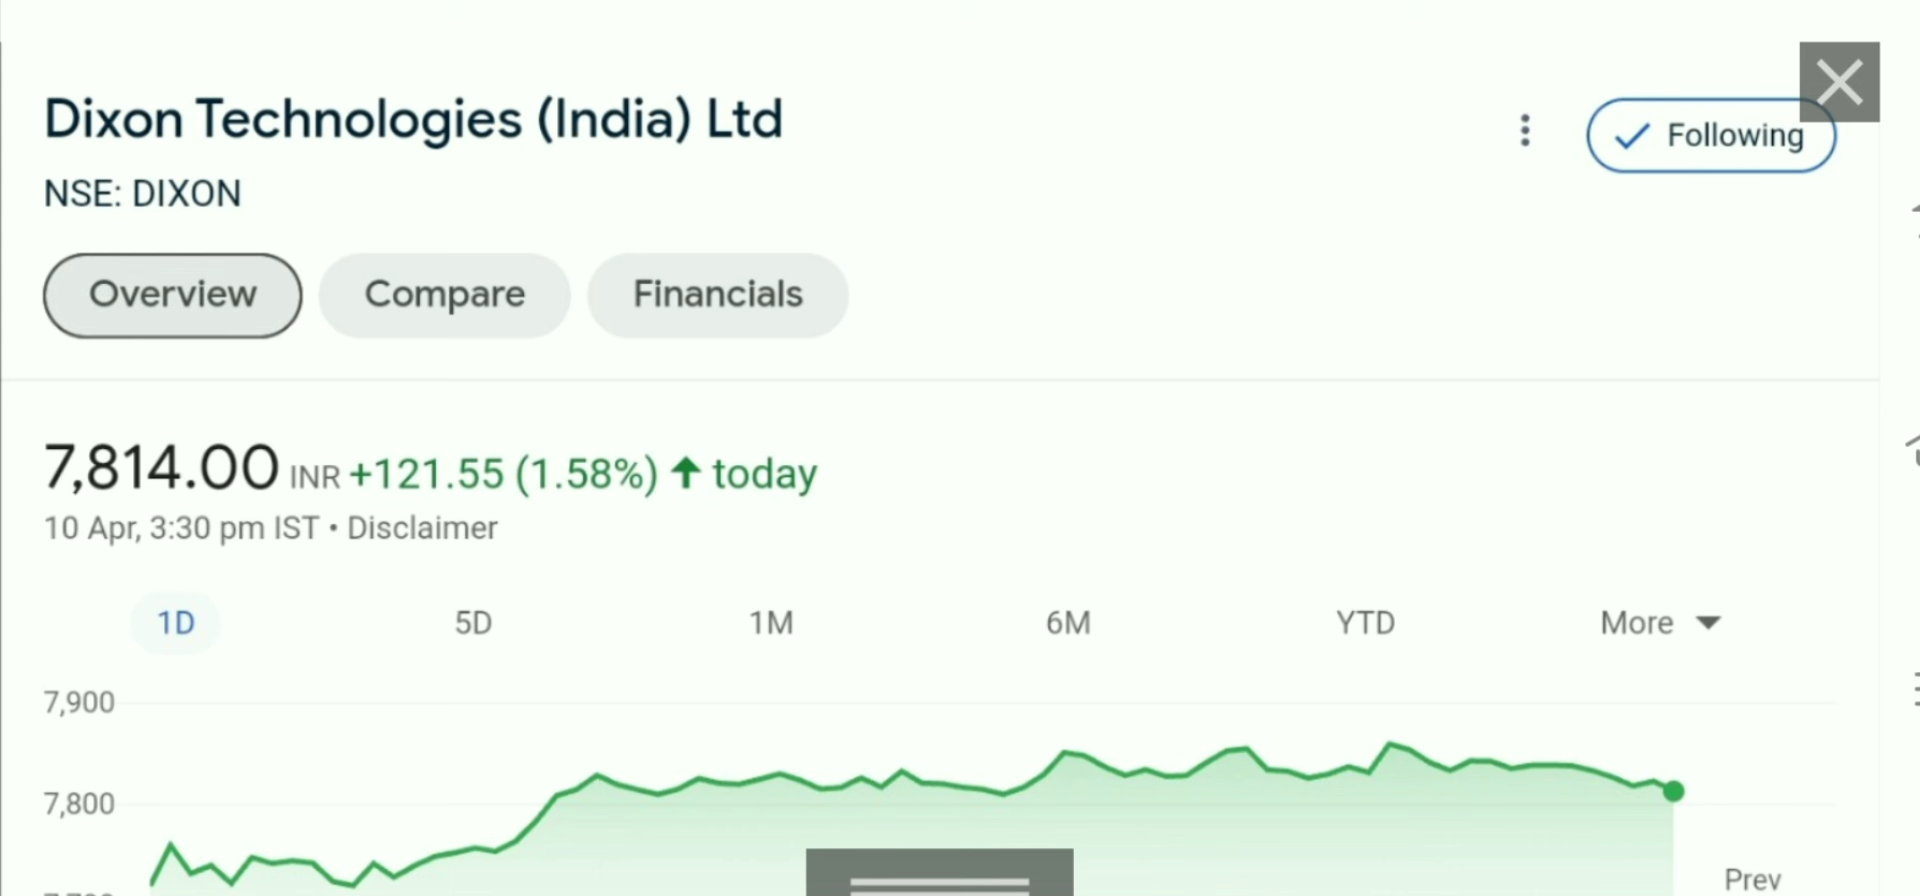 Dixon Technologies (India) Ltd
Following
NSE: DIXON
Overview
Compare
Financials
7,814.00 INR +121.55 (1.58%) today
10 Apr, 3:30 pm IST • Disclaimer
1D
5D
1M
6M
YTD
More
7,900
7,800
Prev